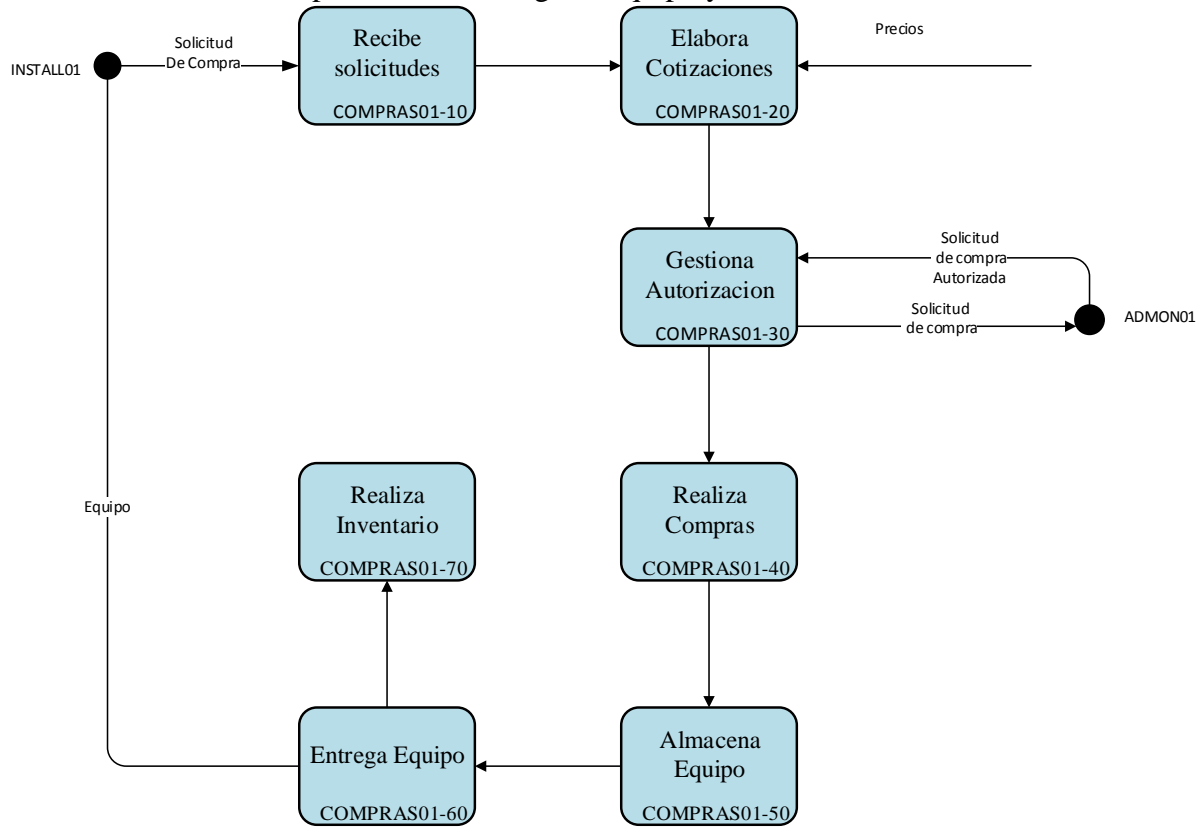 Solicitud
De Compra
INSTALL01
Recibe
solicitudes
COMPRAS01-10
Elabora
Cotizaciones
COMPRAS01-20
Precios
Gestiona
Autorizacion
COMPRAS01-30
Solicitud
de compra
Autorizada
Solicitud
de compra
ADMON01
Equipo
Realiza
Inventario
COMPRAS01-70
Realiza
Compras
COMPRAS01-40
Entrega Equipo
COMPRAS01-60
Almacena
Equipo
COMPRAS01-50